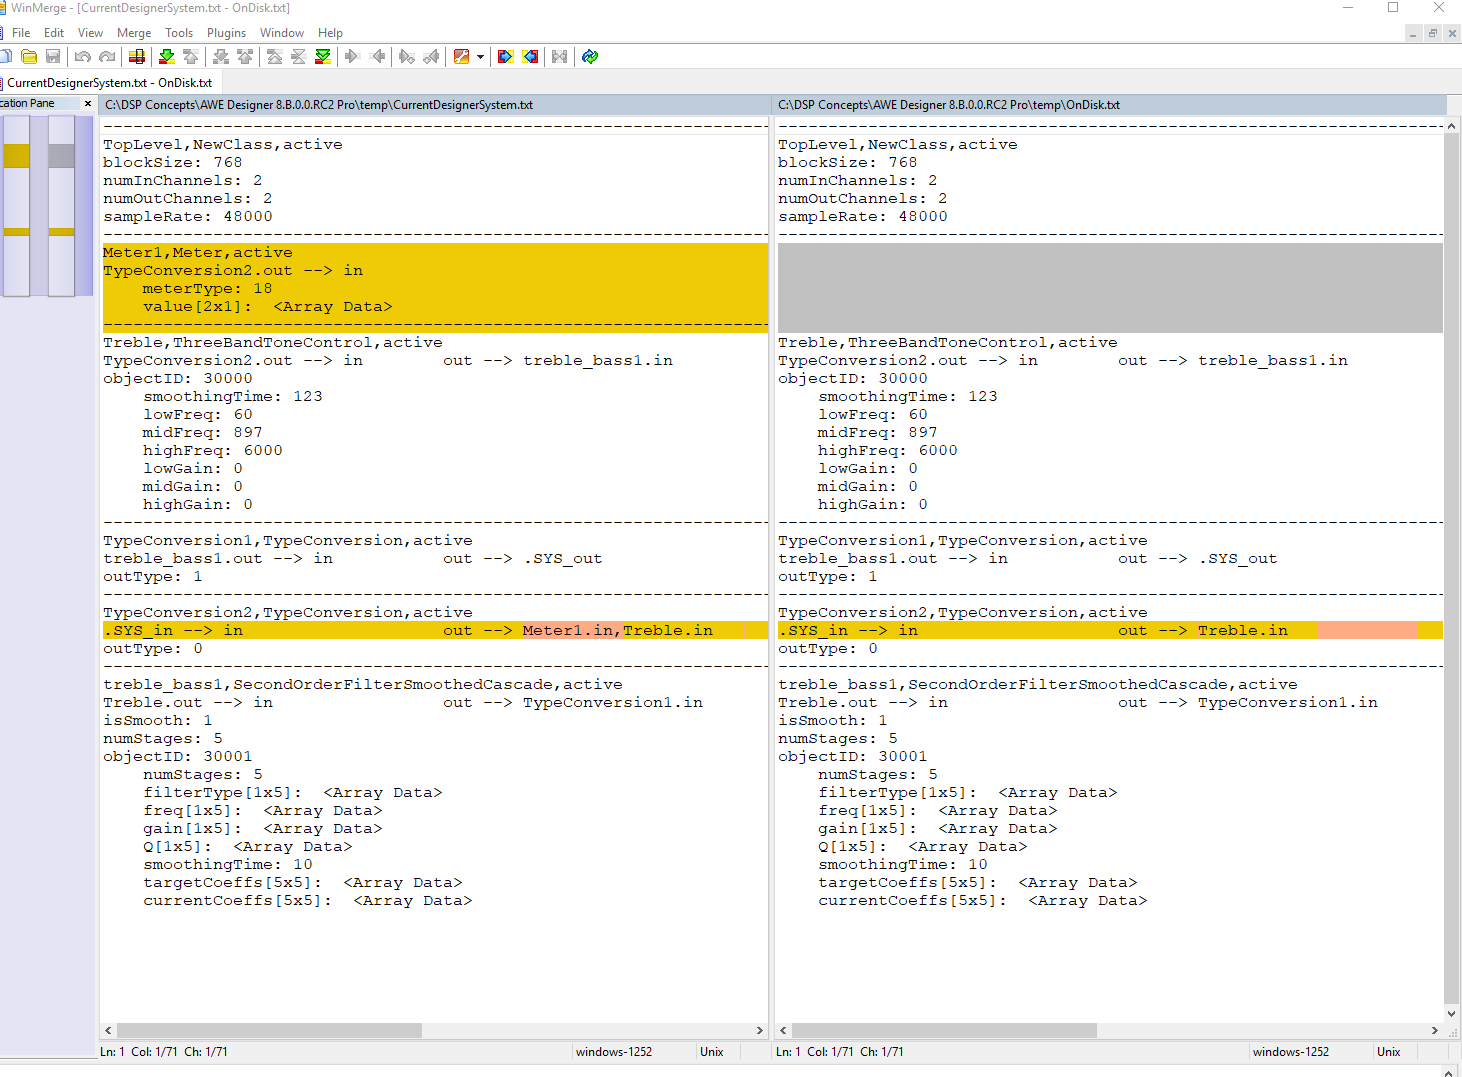 WinMerge - [CurrentDesignerSystem.txt - OnDisk.txt]
File Edit View Merge Tools Plugins Window Help
CurrentDesignerSystem.txt - OnDisk.txt
cation Pane
C:\DSP Concepts\AWE Designer 8.B.0.0.RC2 Pro\temp\CurrentDesignerSystem.txt
-------------------------------------------------------------------
TopLevel,NewClass,active
blockSize: 768
numInChannels: 2
numOutChannels: 2
sampleRate: 48000
-------------------------------------------------------------------
Meter1,Meter,active
TypeConversion2.out --> in
    meterType: 18
    value[2x1]:  <Array Data>
-------------------------------------------------------------------
Treble,ThreeBandToneControl,active
TypeConversion2.out --> in        out --> treble_bass1.in
objectID: 30000
    smoothingTime: 123
    lowFreq: 60
    midFreq: 897
    highFreq: 6000
    lowGain: 0
    midGain: 0
    highGain: 0
-------------------------------------------------------------------
TypeConversion1,TypeConversion,active
treble_bass1.out --> in           out --> .SYS_out
outType: 1
-------------------------------------------------------------------
TypeConversion2,TypeConversion,active
.SYS_in --> in                    out --> Meter1.in,Treble.in
outType: 0
-------------------------------------------------------------------
treble_bass1,SecondOrderFilterSmoothedCascade,active
Treble.out --> in                 out --> TypeConversion1.in
isSmooth: 1
numStages: 5
objectID: 30001
    numStages: 5
    filterType[1x5]:  <Array Data>
    freq[1x5]:  <Array Data>
    gain[1x5]:  <Array Data>
    Q[1x5]:  <Array Data>
    smoothingTime: 10
    targetCoeffs[5x5]:  <Array Data>
    currentCoeffs[5x5]:  <Array Data>
Ln: 1 Col: 1/71 Ch: 1/71 windows-1252 Unix
C:\DSP Concepts\AWE Designer 8.B.0.0.RC2 Pro\temp\OnDisk.txt
-------------------------------------------------------------------
TopLevel,NewClass,active
blockSize: 768
numInChannels: 2
numOutChannels: 2
sampleRate: 48000
-------------------------------------------------------------------
Treble,ThreeBandToneControl,active
TypeConversion2.out --> in        out --> treble_bass1.in
objectID: 30000
    smoothingTime: 123
    lowFreq: 60
    midFreq: 897
    highFreq: 6000
    lowGain: 0
    midGain: 0
    highGain: 0
-------------------------------------------------------------------
TypeConversion1,TypeConversion,active
treble_bass1.out --> in           out --> .SYS_out
outType: 1
-------------------------------------------------------------------
TypeConversion2,TypeConversion,active
.SYS_in --> in                    out --> Treble.in
outType: 0
-------------------------------------------------------------------
treble_bass1,SecondOrderFilterSmoothedCascade,active
Treble.out --> in                 out --> TypeConversion1.in
isSmooth: 1
numStages: 5
objectID: 30001
    numStages: 5
    filterType[1x5]:  <Array Data>
    freq[1x5]:  <Array Data>
    gain[1x5]:  <Array Data>
    Q[1x5]:  <Array Data>
    smoothingTime: 10
    targetCoeffs[5x5]:  <Array Data>
    currentCoeffs[5x5]:  <Array Data>
Ln: 1 Col: 1/71 Ch: 1/71 windows-1252 Unix